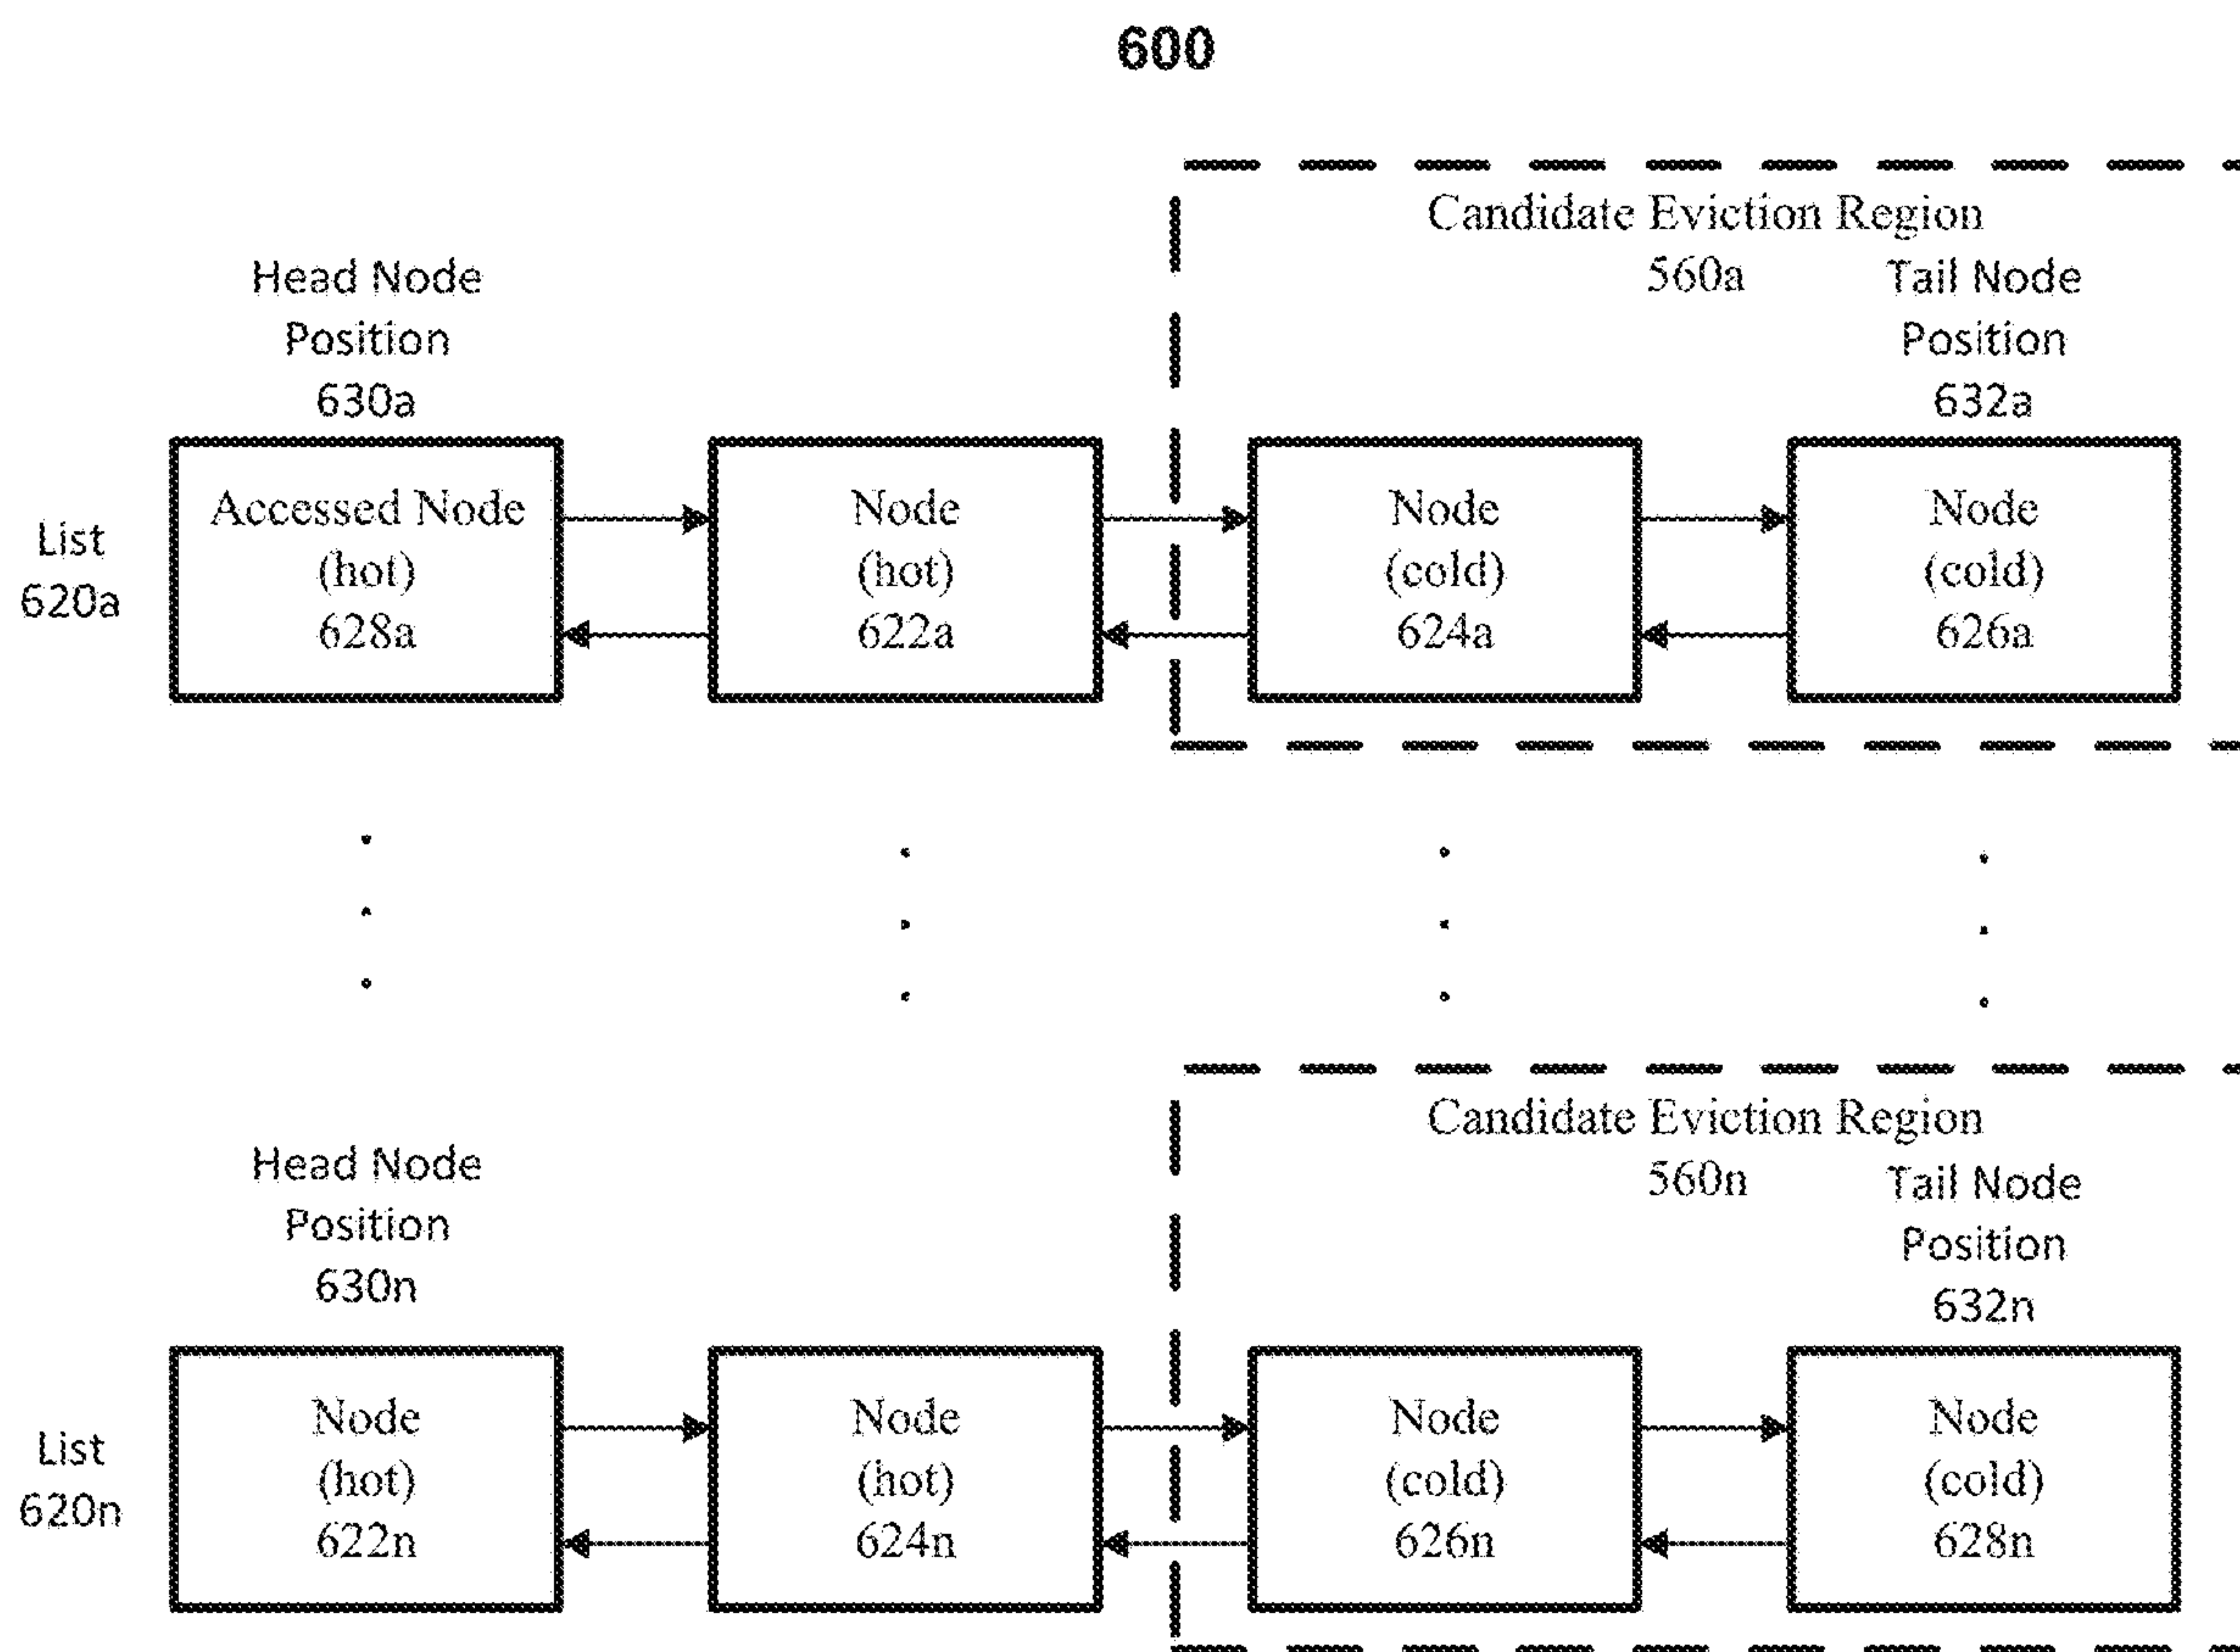 600
Candidate Eviction Region
560a
Head Node
Position
630a
Tail Node
Position
632a
List
620a
Accessed Node
(hot)
628a
Node
(hot)
622a
Node
(cold)
624a
Node
(cold)
626a
Candidate Eviction Region
560n
Head Node
Position
630n
Tail Node
Position
632n
List
620n
Node
(hot)
622n
Node
(hot)
624n
Node
(cold)
626n
Node
(cold)
628n